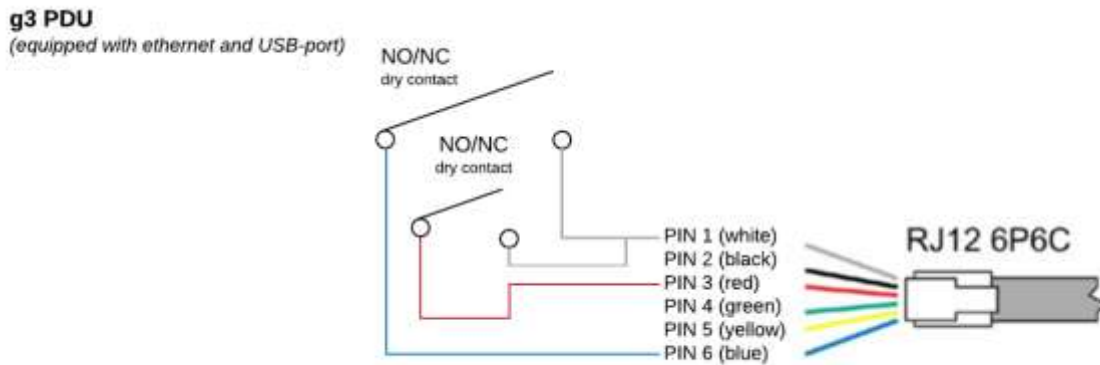 g3 PDU
(equipped with ethernet and USB-port)
NO/NC
dry contact
NO/NC
dry contact
PIN 1 (white)
PIN 2 (black)
PIN 3 (red)
PIN 4 (green)
PIN 5 (yellow)
PIN 6 (blue)
RJ12 6P6C